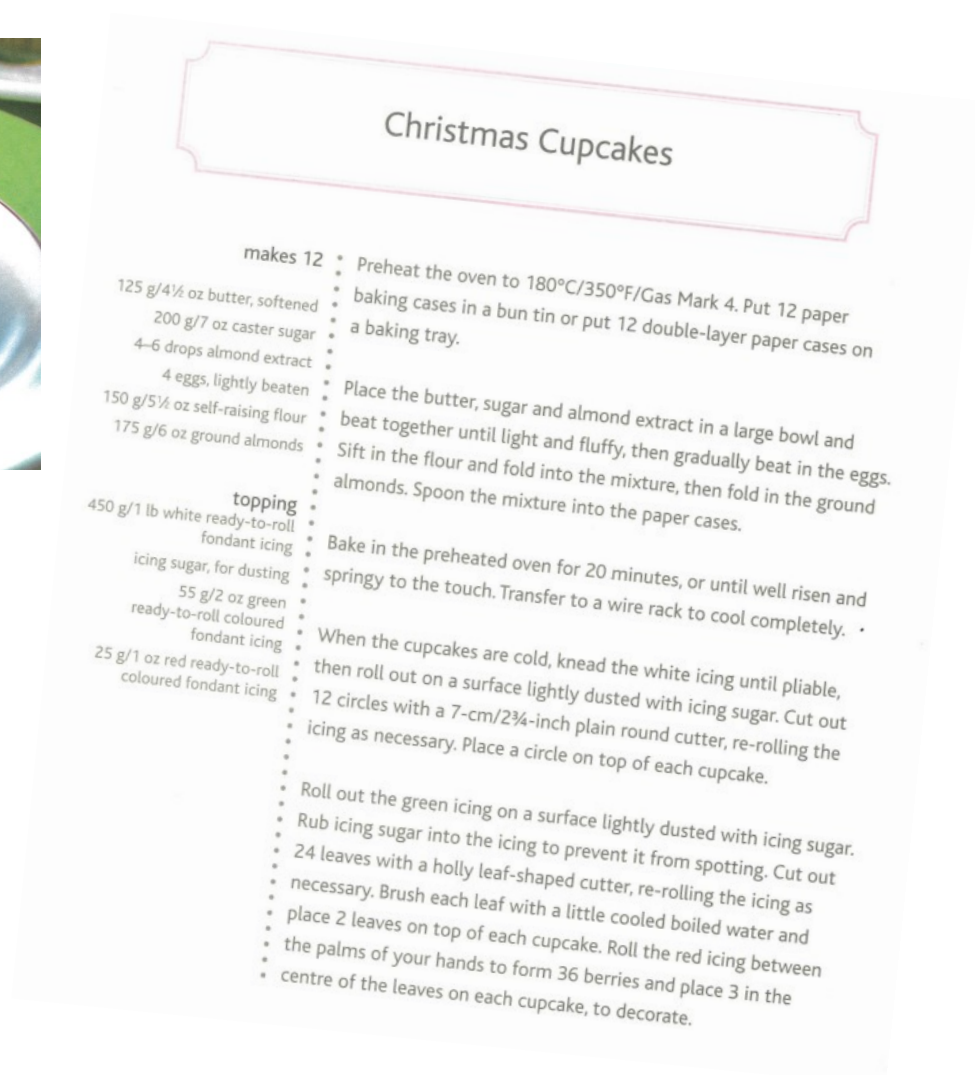 Christmas Cupcakes
makes 12
125 g/4½ oz butter, softened
200 g/7 oz caster sugar
4–6 drops almond extract
4 eggs, lightly beaten
150 g/5½ oz self-raising flour
175 g/6 oz ground almonds
topping
450 g/1 lb white ready-to-roll
fondant icing
icing sugar, for dusting
55 g/2 oz green
ready-to-roll coloured
fondant icing
25 g/1 oz red ready-to-roll
coloured fondant icing
Preheat the oven to 180ºC/350ºF/Gas Mark 4. Put 12 paper
baking cases in a bun tin or put 12 double-layer paper cases on
a baking tray.
Place the butter, sugar and almond extract in a large bowl and
beat together until light and fluffy, then gradually beat in the eggs.
Sift in the flour and fold into the mixture, then fold in the ground
almonds. Spoon the mixture into the paper cases.
Bake in the preheated oven for 20 minutes, or until well risen and
springy to the touch. Transfer to a wire rack to cool completely.
When the cupcakes are cold, knead the white icing until pliable,
then roll out on a surface lightly dusted with icing sugar. Cut out
12 circles with a 7-cm/2¾-inch plain round cutter, re-rolling the
icing as necessary. Place a circle on top of each cupcake.
Roll out the green icing on a surface lightly dusted with icing sugar.
Rub icing sugar into the icing to prevent it from spotting. Cut out
24 leaves with a holly leaf-shaped cutter, re-rolling the icing as
necessary. Brush each leaf with a little cooled boiled water and
place 2 leaves on top of each cupcake. Roll the red icing between
the palms of your hands to form 36 berries and place 3 in the
centre of the leaves on each cupcake, to decorate.